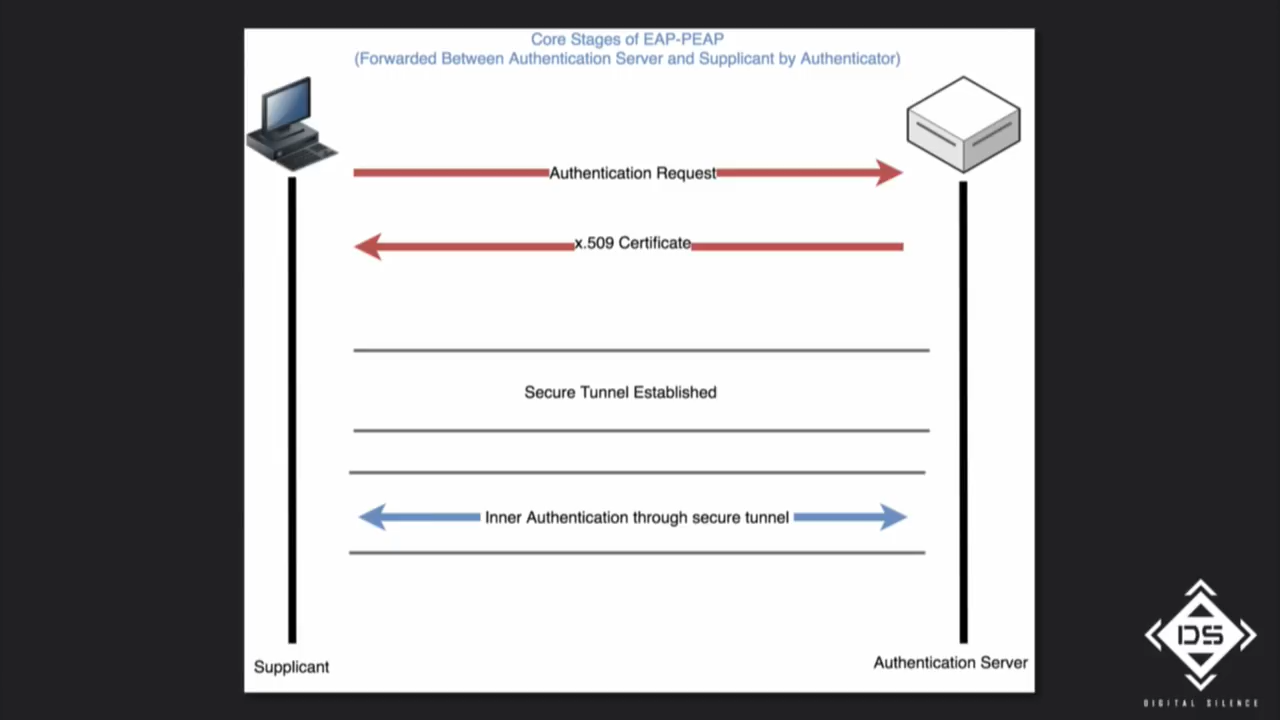 Core Stages of EAP-PEAP
(Forwarded Between Authentication Server and Supplicant by Authenticator)
Authentication Request
x.509 Certificate
Secure Tunnel Established
Inner Authentication through secure tunnel
Supplicant
Authentication Server
DS
DIGITAL SILENCE